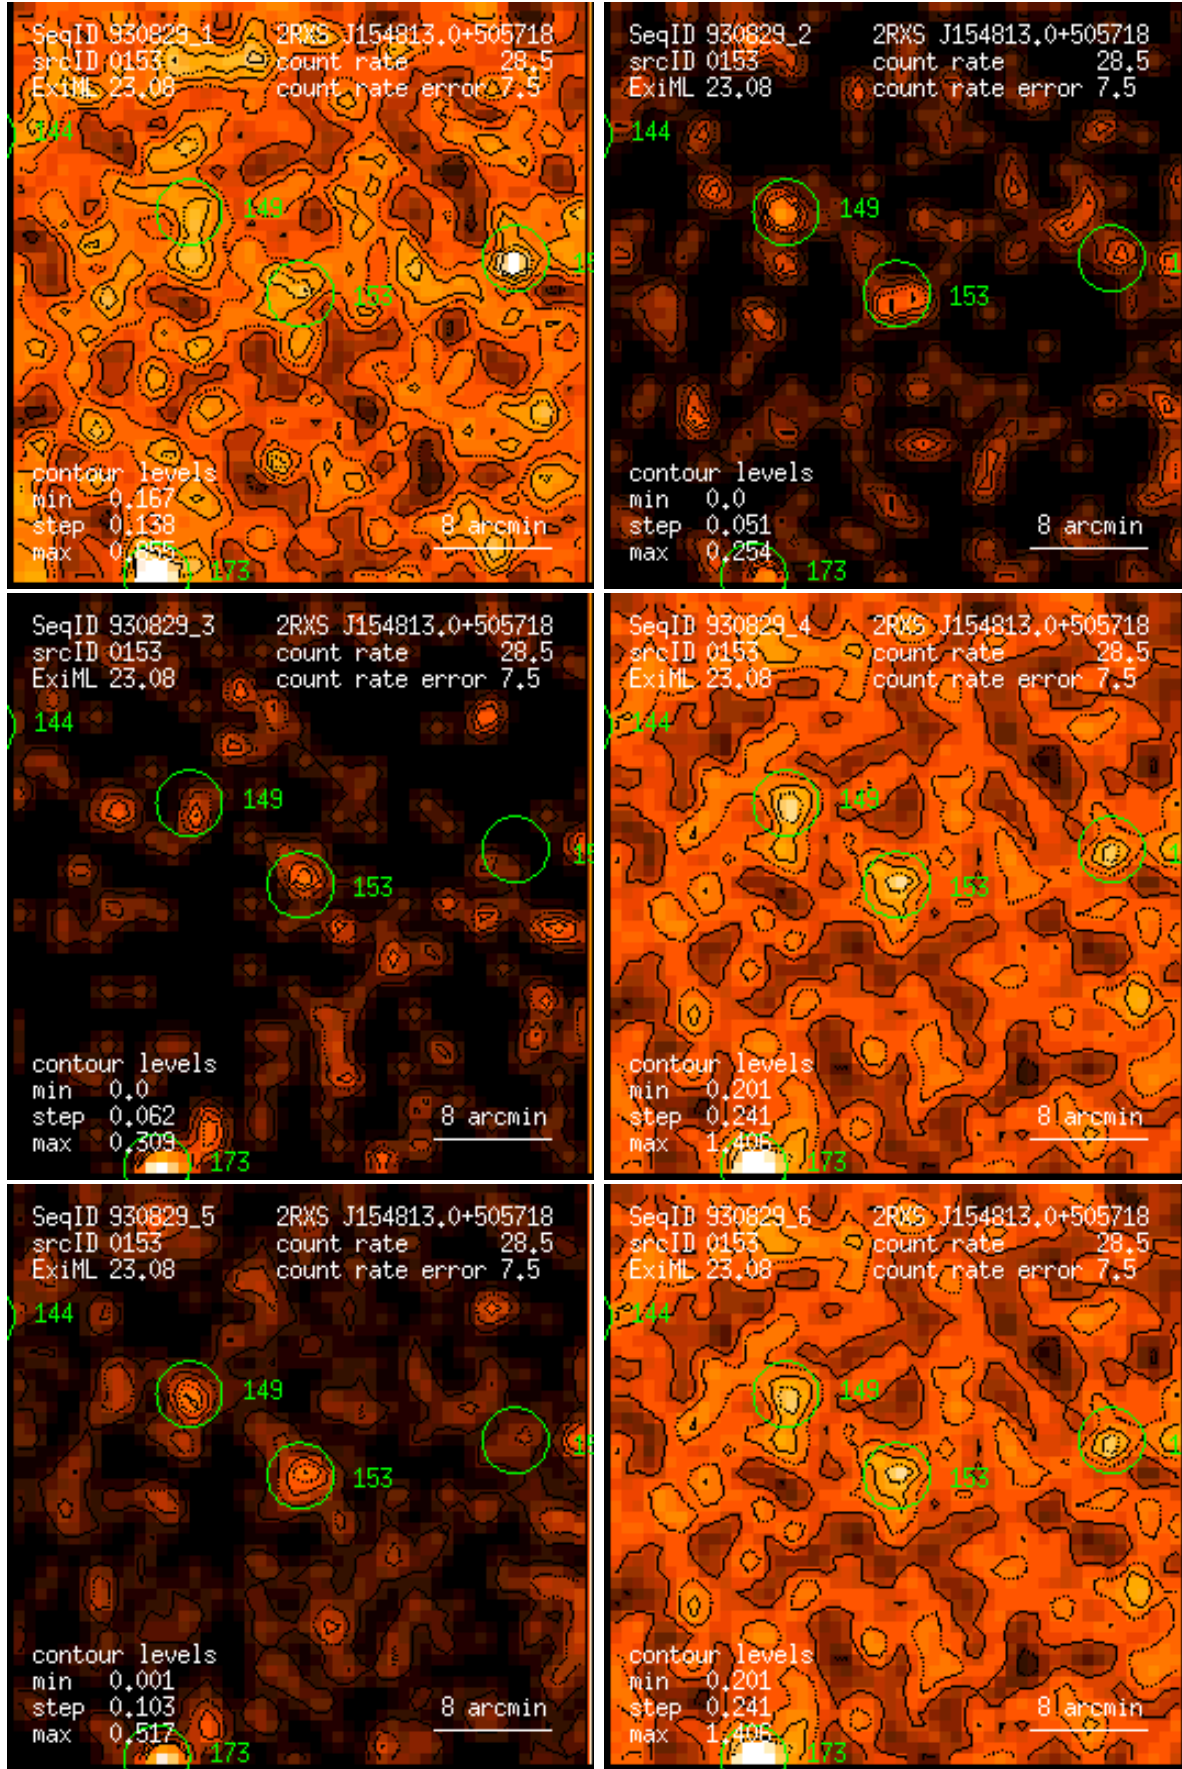 SeqID 930829_1 2RXS J154813.0+505718
srcID 0153 count rate 28.5
ExiML 23.08 count rate error 7.5
144
149
153
15
contour levels
min 0.167
step 0.138
max 0.855
8 arcmin
173
SeqID 930829_2 2RXS J154813.0+505718
srcID 0153 count rate 28.5
ExiML 23.08 count rate error 7.5
144
149
1
153
contour levels
min 0.0
step 0.051
max 0.254
8 arcmin
173
SeqID 930829_3 2RXS J154813.0+505718
srcID 0153 count rate 28.5
ExiML 23.08 count rate error 7.5
144
149
15
153
contour levels
min 0.0
step 0.062
max 0.309
8 arcmin
173
SeqID 930829_4 2RXS J154813.0+505718
srcID 0153 count rate 28.5
ExiML 23.08 count rate error 7.5
144
149
1
153
contour levels
min 0.201
step 0.241
max 1.406
8 arcmin
173
SeqID 930829_5 2RXS J154813.0+505718
srcID 0153 count rate 28.5
ExiML 23.08 count rate error 7.5
144
149
15
153
contour levels
min 0.001
step 0.103
max 0.517
8 arcmin
173
SeqID 930829_6 2RXS J154813.0+505718
srcID 0153 count rate 28.5
ExiML 23.08 count rate error 7.5
144
149
1
153
contour levels
min 0.201
step 0.241
max 1.406
8 arcmin
173